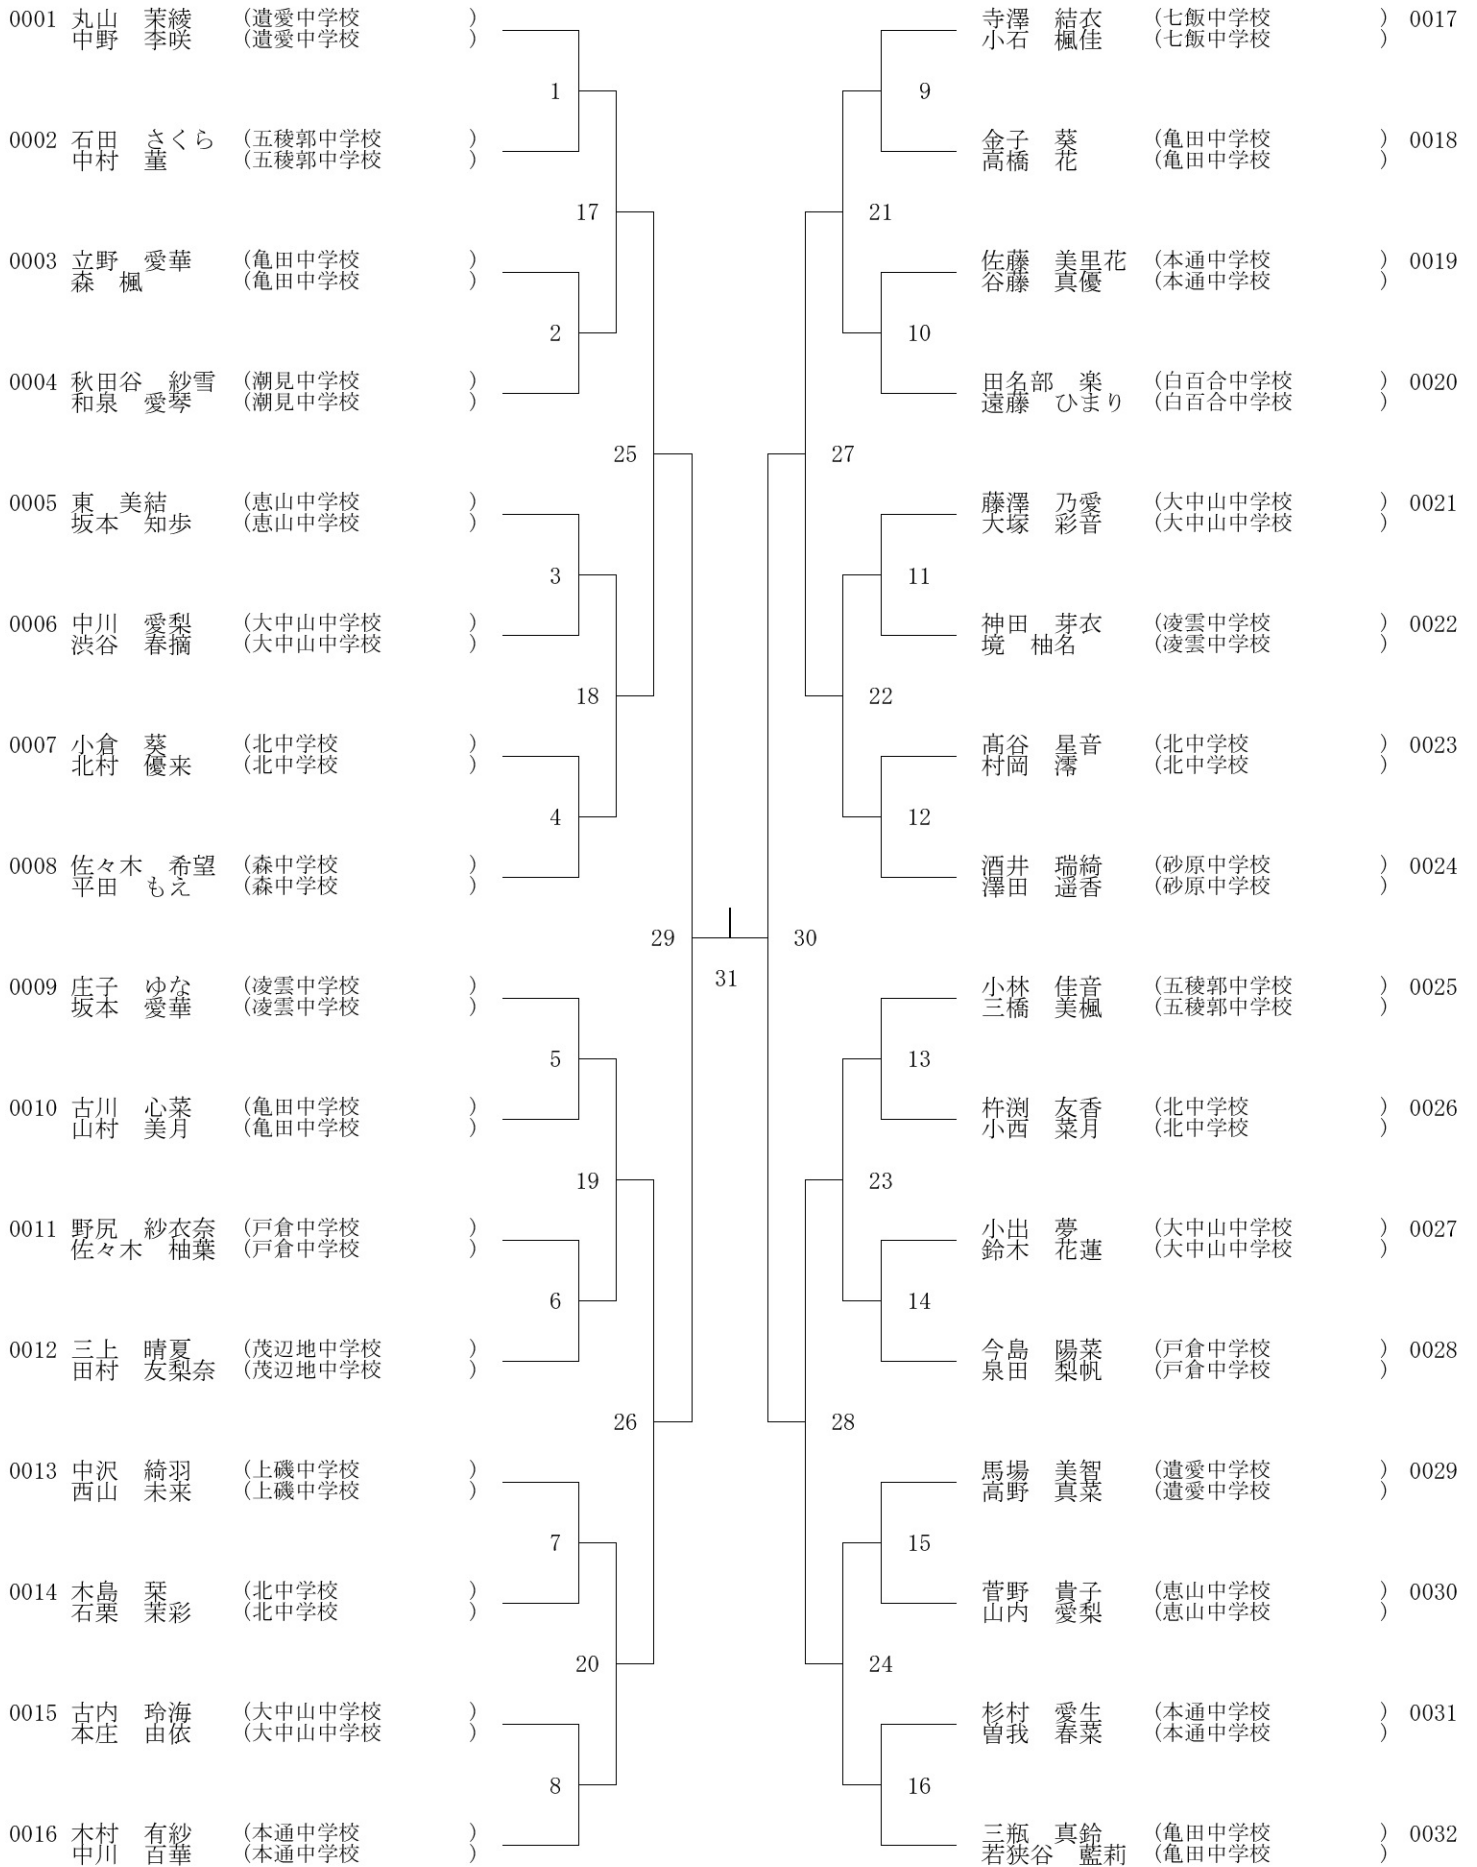 0001 丸山　茉綾 （遺愛中学校 ）
中野　李咲 （遺愛中学校 ）
1
0002 石田　さくら （五稜郭中学校 ）
中村　菫 （五稜郭中学校 ）
17
0003 立野　愛華 （亀田中学校 ）
森　楓 （亀田中学校 ）
2
0004 秋田谷　紗雪 （潮見中学校 ）
和泉　愛琴 （潮見中学校 ）
25
0005 東　美結 （恵山中学校 ）
坂本　知歩 （恵山中学校 ）
3
0006 中川　愛梨 （大中山中学校 ）
渋谷　春摘 （大中山中学校 ）
18
0007 小倉　葵 （北中学校 ）
北村　優来 （北中学校 ）
4
0008 佐々木　希望 （森中学校 ）
平田　もえ （森中学校 ）
29
31
0009 庄子　ゆな （凌雲中学校 ）
坂本　愛華 （凌雲中学校 ）
5
0010 古川　心菜 （亀田中学校 ）
山村　美月 （亀田中学校 ）
19
0011 野尻　紗衣奈 （戸倉中学校 ）
佐々木　柚葉 （戸倉中学校 ）
6
0012 三上　晴夏 （茂辺地中学校 ）
田村　友梨奈 （茂辺地中学校 ）
26
0013 中沢　綺羽 （上磯中学校 ）
西山　未来 （上磯中学校 ）
7
0014 木島　栞 （北中学校 ）
石栗　茉彩 （北中学校 ）
20
0015 古内　玲海 （大中山中学校 ）
本庄　由依 （大中山中学校 ）
8
0016 木村　有紗 （本通中学校 ）
中川　百華 （本通中学校 ）
寺澤　結衣 （七飯中学校 ） 0017
小石　楓佳 （七飯中学校 ）
9
金子　葵 （亀田中学校 ） 0018
高橋　花 （亀田中学校 ）
21
佐藤　美里花 （本通中学校 ） 0019
谷藤　真優 （本通中学校 ）
10
田名部　楽 （白百合中学校 ） 0020
遠藤　ひまり （白百合中学校 ）
27
藤澤　乃愛 （大中山中学校 ） 0021
大塚　彩音 （大中山中学校 ）
11
神田　芽衣 （凌雲中学校 ） 0022
境　柚名 （凌雲中学校 ）
22
髙谷　星音 （北中学校 ） 0023
村岡　澪 （北中学校 ）
12
酒井　瑞綺 （砂原中学校 ） 0024
澤田　遥香 （砂原中学校 ）
30
小林　佳音 （五稜郭中学校 ） 0025
三橋　美楓 （五稜郭中学校 ）
13
杵渕　友香 （北中学校 ） 0026
小西　菜月 （北中学校 ）
23
小出　夢 （大中山中学校 ） 0027
鈴木　花蓮 （大中山中学校 ）
14
今島　陽菜 （戸倉中学校 ） 0028
泉田　梨帆 （戸倉中学校 ）
28
馬場　美智 （遺愛中学校 ） 0029
高野　真菜 （遺愛中学校 ）
15
菅野　貴子 （恵山中学校 ） 0030
山内　愛梨 （恵山中学校 ）
24
杉村　愛生 （本通中学校 ） 0031
曽我　春菜 （本通中学校 ）
16
三瓶　真鈴 （亀田中学校 ） 0032
若狭谷　藍莉 （亀田中学校 ）